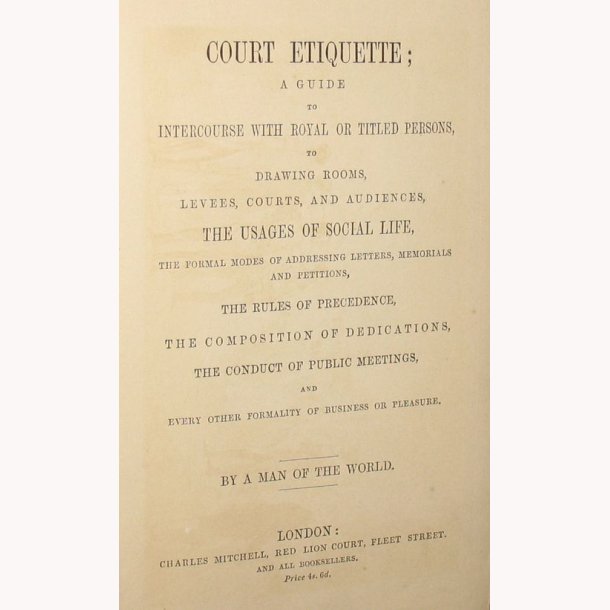 COURT ETIQUETTE;
A GUIDE
TO
INTERCOURSE WITH ROYAL OR TITLED PERSONS,
TO
DRAWING ROOMS,
LEVEES, COURTS, AND AUDIENCES,
THE USAGES OF SOCIAL LIFE,
THE FORMAL MODES OF ADDRESSING LETTERS, MEMORIALS
AND PETITIONS,
THE RULES OF PRECEDENCE,
THE COMPOSITION OF DEDICATIONS,
THE CONDUCT OF PUBLIC MEETINGS,
AND
EVERY OTHER FORMALITY OF BUSINESS OR PLEASURE.
BY A MAN OF THE WORLD.
LONDON:
CHARLES MITCHELL, RED LION COURT, FLEET STREET.
AND ALL BOOKSELLERS.
Price 4s. 6d.